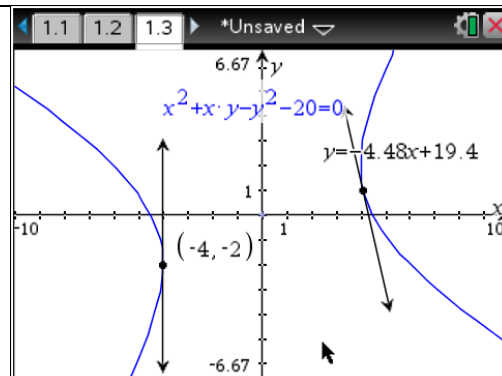 1.1 1.2 1.3 *Unsaved
6.67 y
x²+x·y−y²−20=0
y=−4.48x+19.4
1
x
-10 1 10
(-4, -2)
-6.67